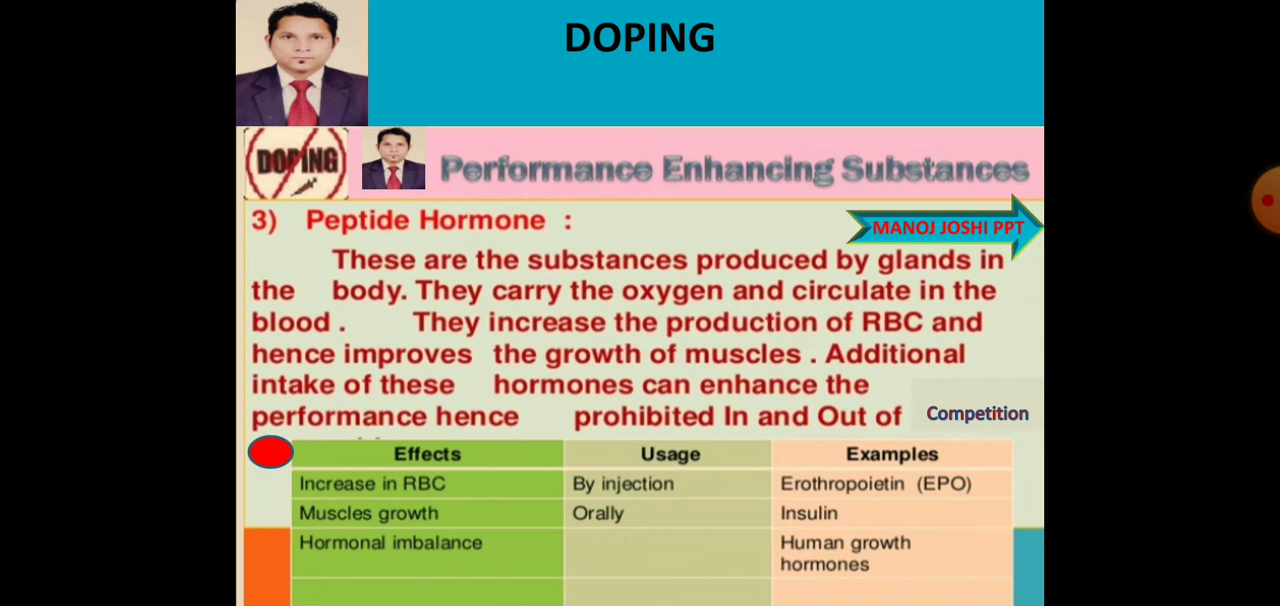 DOPING
DOPING
Performance Enhancing Substances
3) Peptide Hormone :
MANOJ JOSHI PPT
These are the substances produced by glands in
the body. They carry the oxygen and circulate in the
blood . They increase the production of RBC and
hence improves the growth of muscles . Additional
intake of these hormones can enhance the
performance hence prohibited In and Out of Competition
Effects Usage Examples
Increase in RBC By injection Erothropoietin (EPO)
Muscles growth Orally Insulin
Hormonal imbalance Human growth
hormones